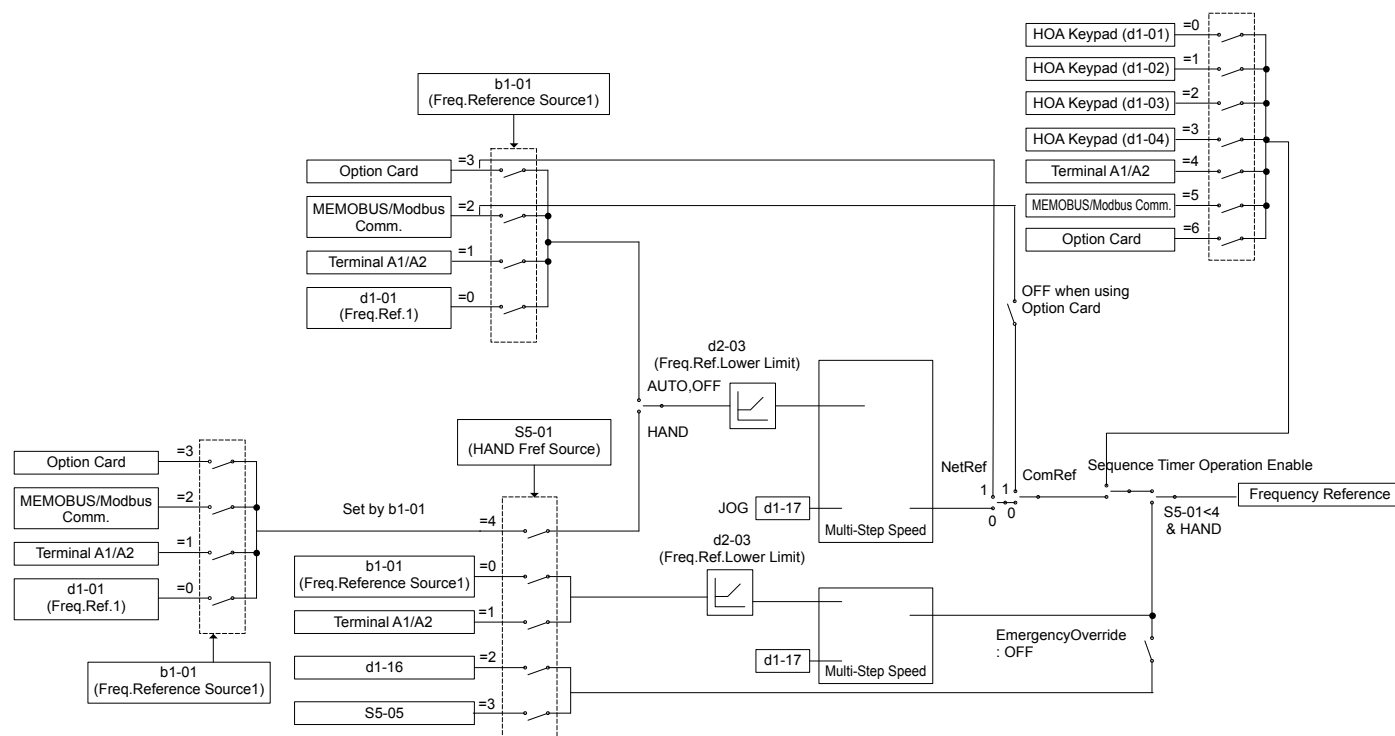 HOA Keypad (d1-01)
=0
HOA Keypad (d1-02)
=1
HOA Keypad (d1-03)
=2
HOA Keypad (d1-04)
=3
Terminal A1/A2
=4
MEMOBUS/Modbus Comm.
=5
Option Card
=6
b1-01
(Freq.Reference Source1)
Option Card
=3
MEMOBUS/Modbus
Comm.
=2
Terminal A1/A2
=1
d1-01
(Freq.Ref.1)
=0
OFF when using
Option Card
d2-03
(Freq.Ref.Lower Limit)
AUTO,OFF
HAND
S5-01
(HAND Fref Source)
Option Card
=3
MEMOBUS/Modbus
Comm.
=2
Terminal A1/A2
=1
d1-01
(Freq.Ref.1)
=0
b1-01
(Freq.Reference Source1)
Set by b1-01
=4
b1-01
(Freq.Reference Source1)
=0
Terminal A1/A2
=1
d1-16
=2
S5-05
=3
JOG
d1-17
Multi-Step Speed
d2-03
(Freq.Ref.Lower Limit)
d1-17
Multi-Step Speed
NetRef
1
0
1
0
ComRef
Sequence Timer Operation Enable
Frequency Reference
S5-01<4
& HAND
EmergencyOverride
: OFF